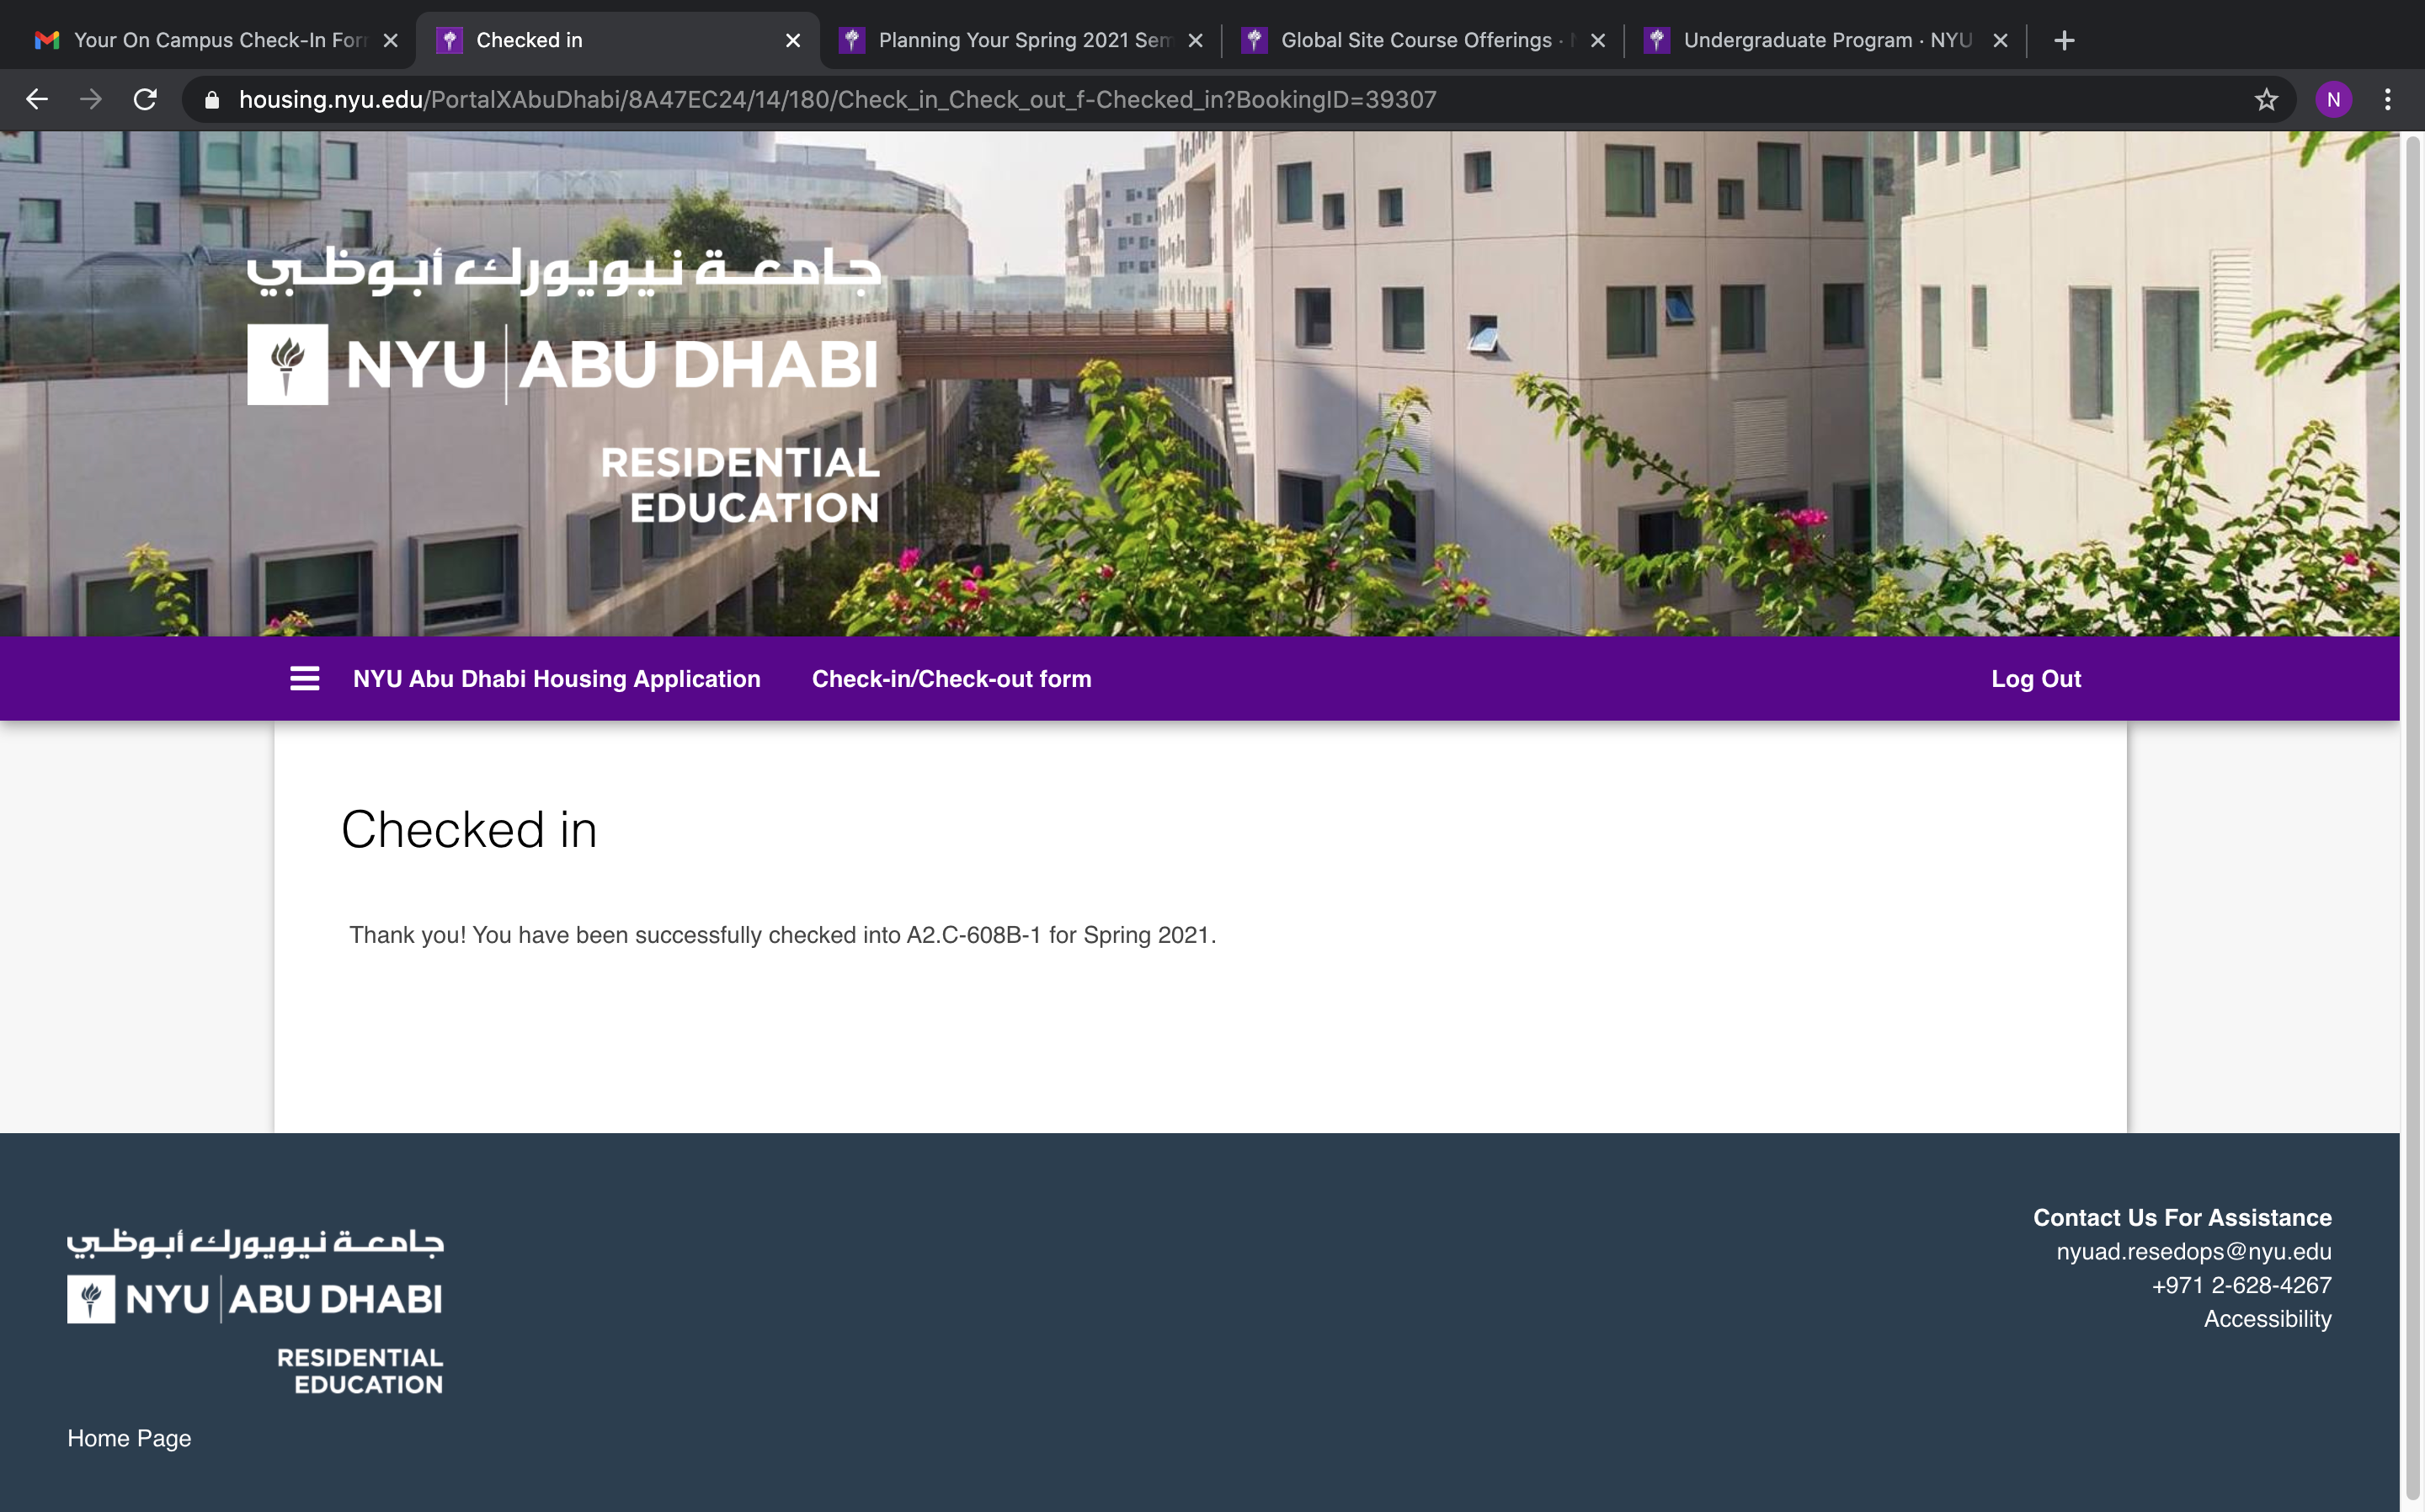 Your On Campus Check-In For
Checked in
Planning Your Spring 2021 Sem
Global Site Course Offerings ·
Undergraduate Program · NYU
housing.nyu.edu/PortalXAbuDhabi/8A47EC24/14/180/Check_in_Check_out_f-Checked_in?BookingID=39307
N
جامعة نيويورك أبوظبي
NYU ABU DHABI
RESIDENTIAL
EDUCATION
NYU Abu Dhabi Housing Application
Check-in/Check-out form
Log Out
Checked in
Thank you! You have been successfully checked into A2.C-608B-1 for Spring 2021.
جامعة نيويورك أبوظبي
NYU ABU DHABI
RESIDENTIAL
EDUCATION
Home Page
Contact Us For Assistance
nyuad.resedops@nyu.edu
+971 2-628-4267
Accessibility